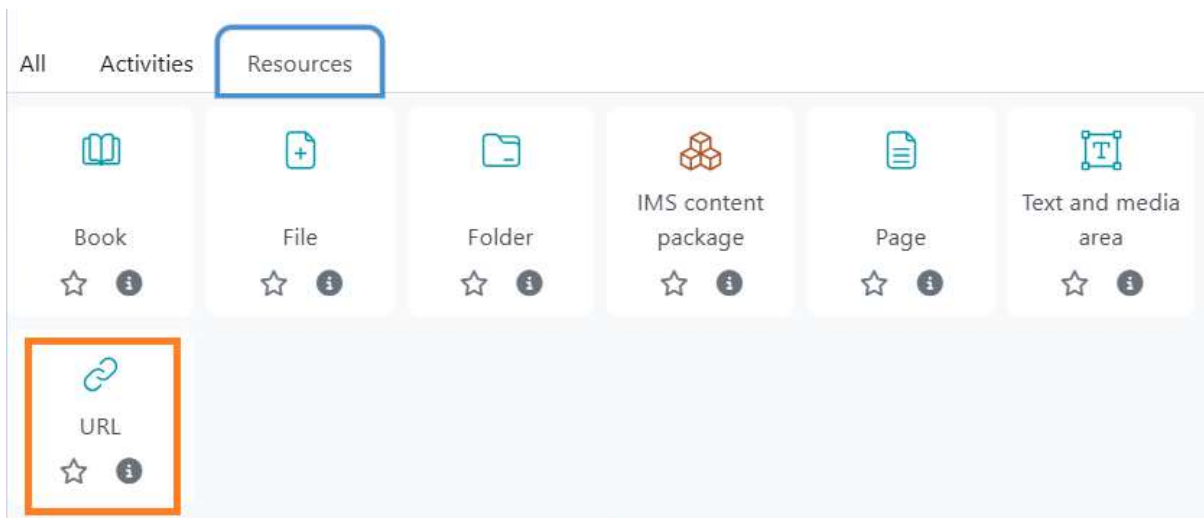 All Activities Resources
Book
File
Folder
IMS content
package
Page
Text and media
area
URL